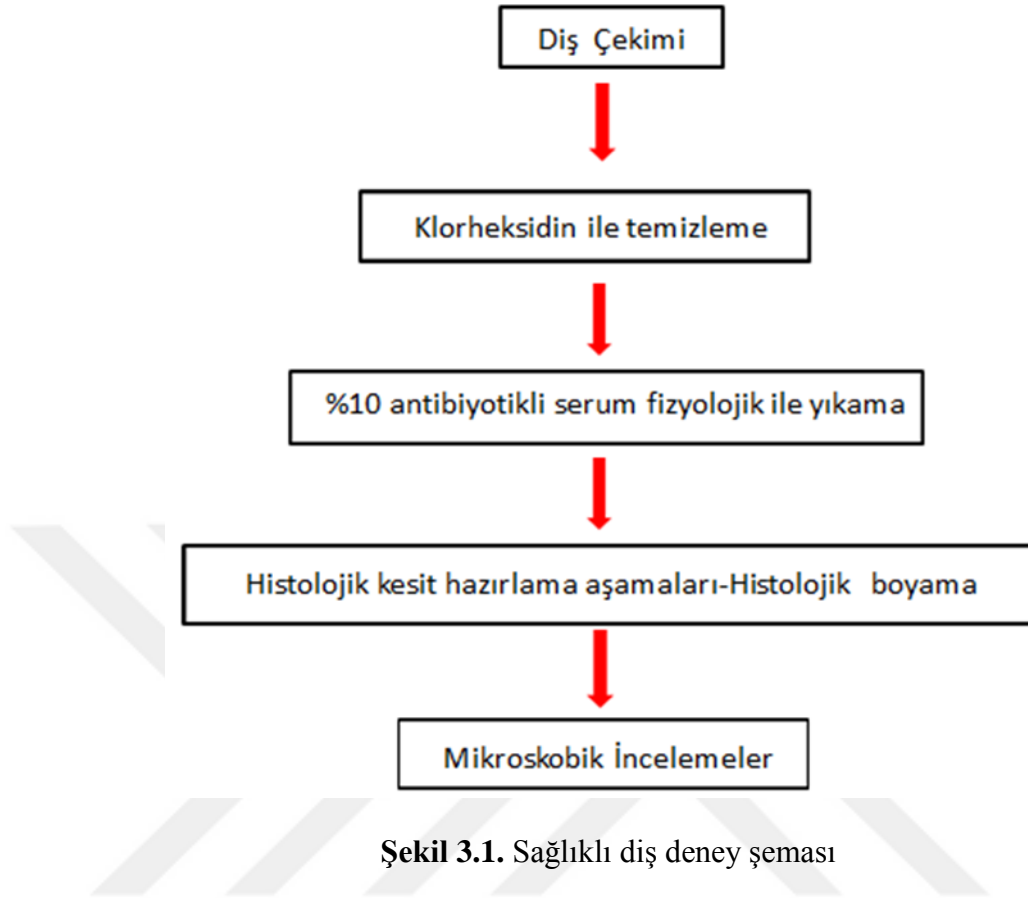 Diş Çekimi
Klorheksidin ile temizleme
%10 antibiyotikli serum fizyolojik ile yıkama
Histolojik kesit hazırlama aşamaları-Histolojik boyama
Mikroskobik İncelemeler
Şekil 3.1. Sağlıklı diş deney şeması